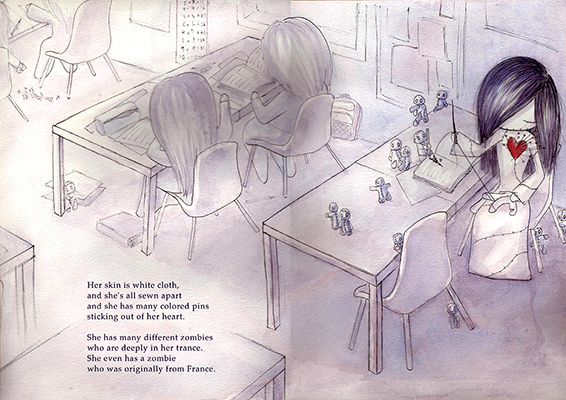 Her skin is white cloth,
and she's all sewn apart
and she has many colored pins
sticking out of her heart.
She has many different zombies
who are deeply in her trance.
She even has a zombie
who was originally from France.